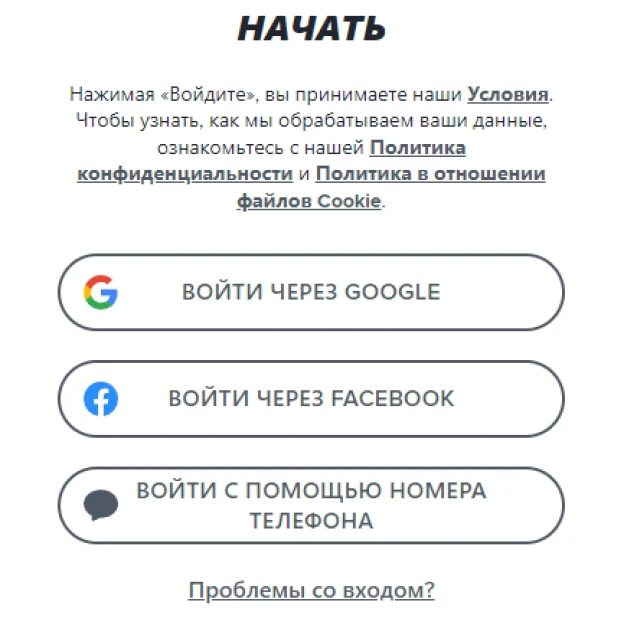 НАЧАТЬ
Нажимая «Войдите», вы принимаете наши Условия.
Чтобы узнать, как мы обрабатываем ваши данные,
ознакомьтесь с нашей Политика
конфиденциальности и Политика в отношении
файлов Cookie.
ВОЙТИ ЧЕРЕЗ GOOGLE
ВОЙТИ ЧЕРЕЗ FACEBOOK
ВОЙТИ С ПОМОЩЬЮ НОМЕРА
ТЕЛЕФОНА
Проблемы со входом?